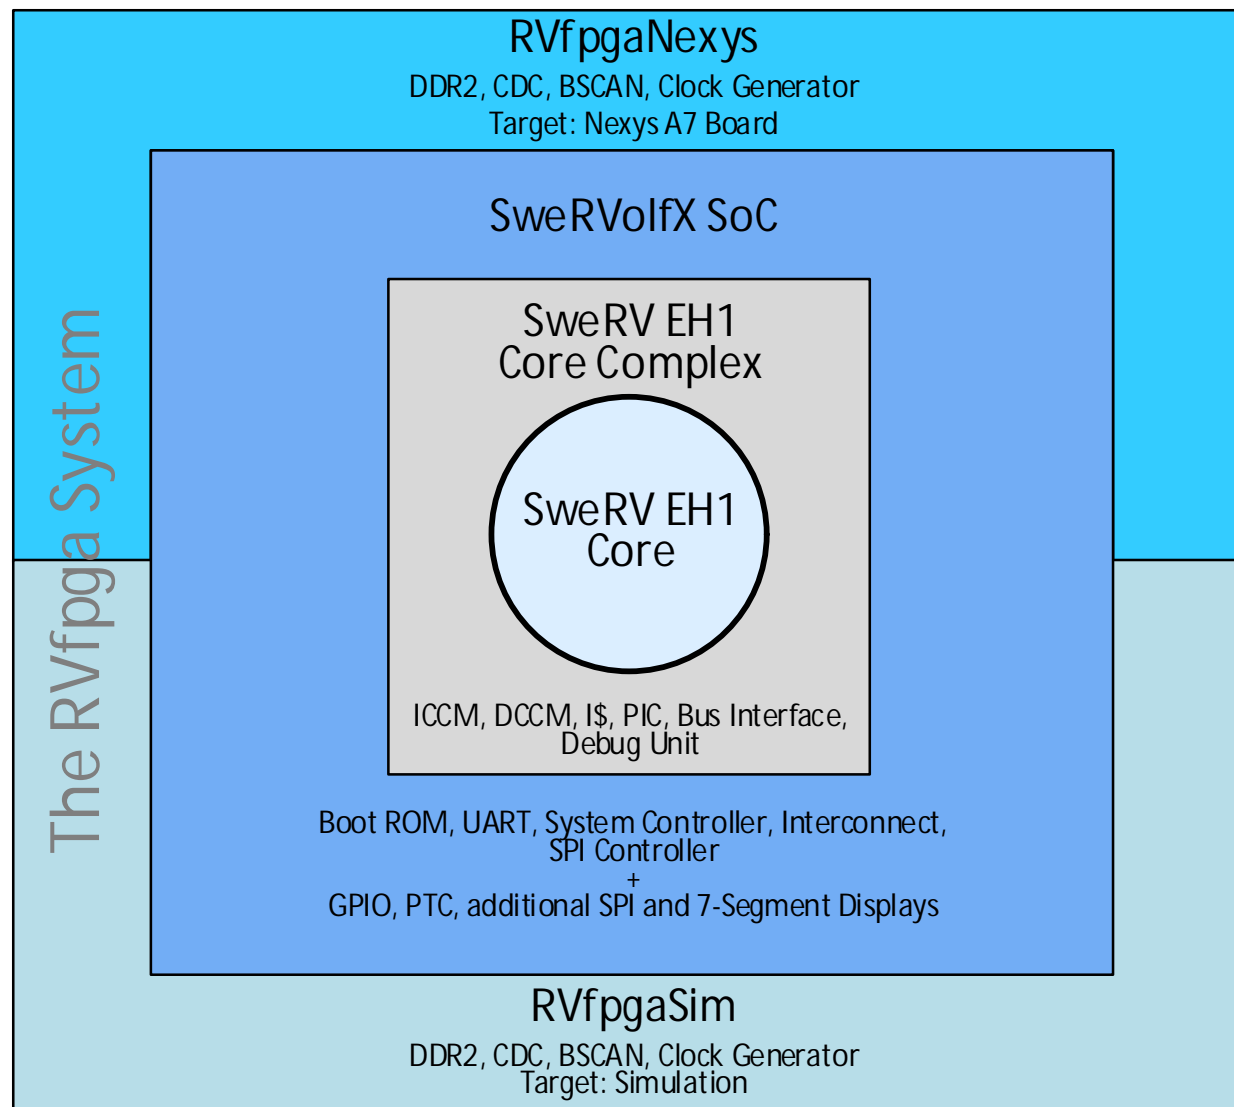 RVfpgaNexys
DDR2, CDC, BSCAN, Clock Generator
Target: Nexys A7 Board
SweRVolfX SoC
SweRV EH1
Core Complex
SweRV EH1
Core
ICCM, DCCM, I$, PIC, Bus Interface,
Debug Unit
Boot ROM, UART, System Controller, Interconnect,
SPI Controller
+
GPIO, PTC, additional SPI and 7-Segment Displays
RVfpgaSim
DDR2, CDC, BSCAN, Clock Generator
Target: Simulation
The RVfpga System